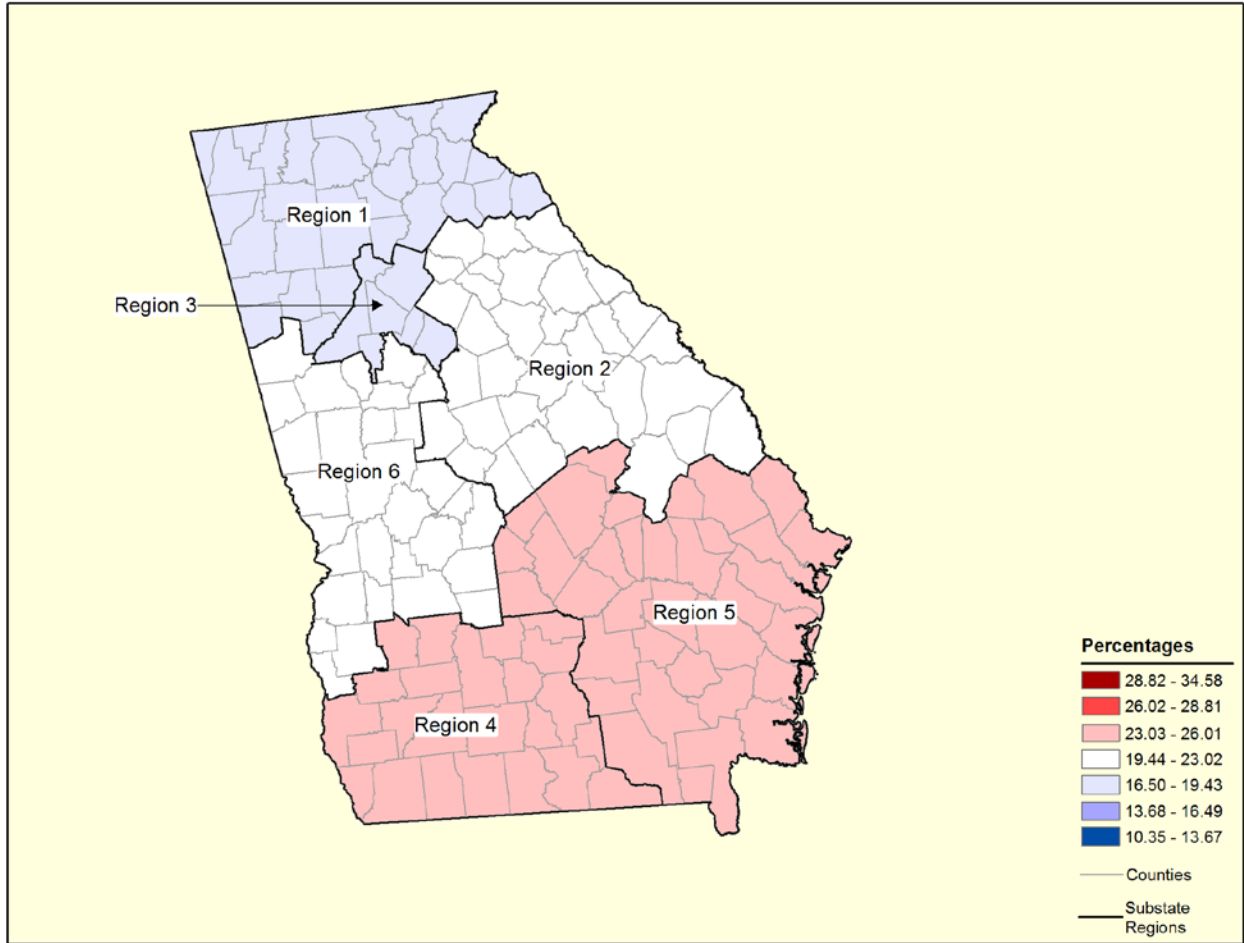 Region 1
Region 3
Region 2
Region 6
Region 5
Region 4
Percentages
28.82 - 34.58
26.02 - 28.81
23.03 - 26.01
19.44 - 23.02
16.50 - 19.43
13.68 - 16.49
10.35 - 13.67
Counties
Substate
Regions